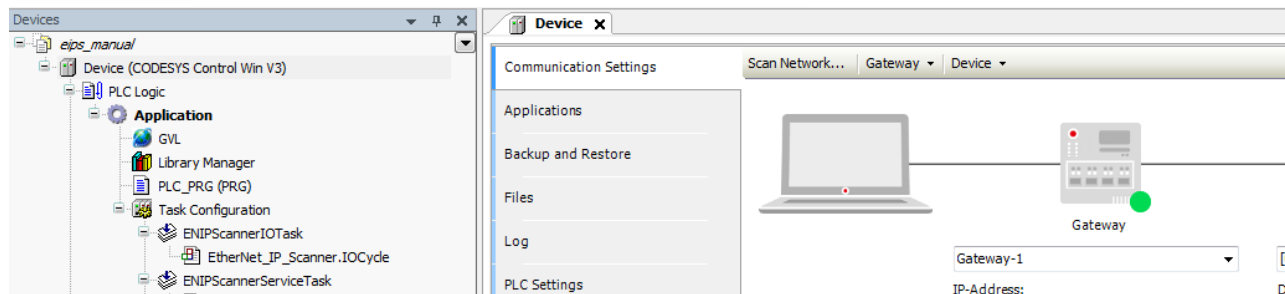 Devices
eips_manual
Device (CODESYS Control Win V3)
PLC Logic
Application
GVL
Library Manager
PLC_PRG (PRG)
Task Configuration
ENIPScannerIOTask
EtherNet_IP_Scanner.IOCycle
ENIPScannerServiceTask
Device
Communication Settings
Applications
Backup and Restore
Files
Log
PLC Settings
Scan Network... Gateway Device
Gateway
Gateway-1
IP-Address: